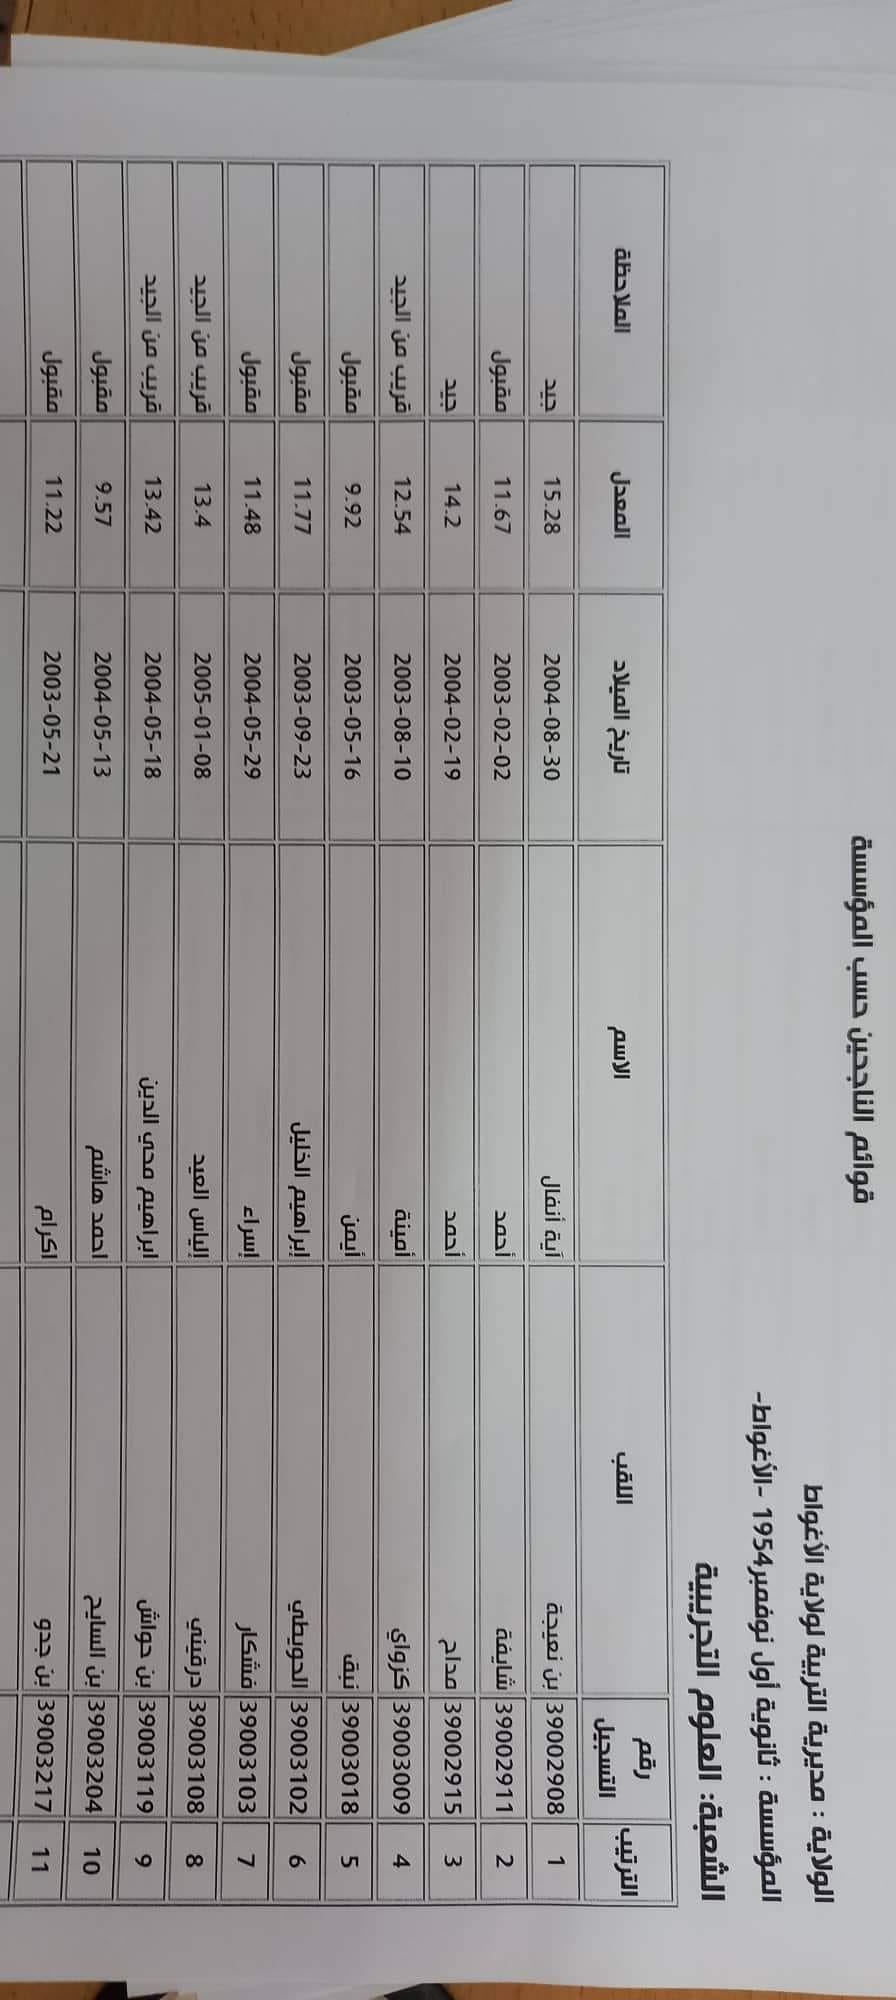 قوائم الناجحين حسب المؤسسة
الولاية : مديرية التربية لولاية الأغواط
المؤسسة : ثانوية أول نوفمبر1954 -الأغواط-
الشعبة: العلوم التجريبية
الترتيب رقم التسجيل اللقب الاسم تاريخ الميلاد المعدل الملاحظة
1 39002908 بن نعيجة آية أنفال 2004-08-30 15.28 جيد
2 39002911 شايفة أحمد 2003-02-02 11.67 مقبول
3 39002915 مداح أحمد 2004-02-19 14.2 جيد
4 39003009 كزواي أمينة 2003-08-10 12.54 قريب من الجيد
5 39003018 نبق أيمن 2003-05-16 9.92 مقبول
6 39003102 الحويطي إبراهيم الخليل 2003-09-23 11.77 مقبول
7 39003103 فشكار إسراء 2004-05-29 11.48 مقبول
8 39003108 درقيني إلياس العيد 2005-01-08 13.4 قريب من الجيد
9 39003119 بن حواش ابراهيم محي الدين 2004-05-18 13.42 قريب من الجيد
10 39003204 بن السايح احمد هاشم 2004-05-13 9.57 مقبول
11 39003217 بن جدو اكرام 2003-05-21 11.22 مقبول